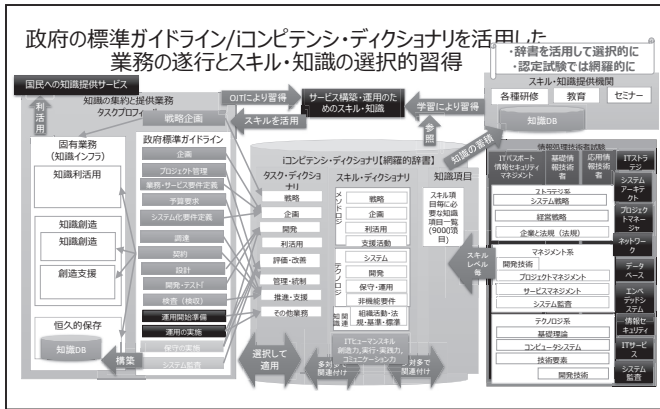 政府の標準ガイドライン/iコンピテンシ・ディクショナリを活用した
業務の遂行とスキル・知識の選択的習得
・辞書を活用して選択的に
・認定試験では網羅的に
国民への知識提供サービス
利活用
知識の集約と提供業務
タスクプロフィ
戦略企画
固有業務
(知識インフラ)
知識利活用
知識創造
知識創造
創造支援
恒久的保存
知識DB
構築
政府標準ガイドライン
企画
プロジェクト管理
業務・サービス要件定義
予算要求
システム化要件定義
調達
契約
設計
開発・テスト
検査(検収)
運用開始準備
運用の実施
保守の実施
システム監査
OJTにより習得
スキルを活用
サービス構築・運用のた
めのスキル・知識
学習により習得
参照
知識の蓄積
スキル・知識提供機関
各種研修
教育
セミナー
知識DB
iコンピテンシ・ディクショナリ【網羅的辞書】
タスク・ディクショ
ナリ
戦略
企画
開発
利活用
評価・改善
管理・統制
推進・支援
その他業務
スキル・ディクショナリ
メソドロジ
戦略
企画
利活用
支援活動
テクノロジ
システム
開発
保守・運用
非機能要件
関連知識
組織活動・法
規・基準・標準
ITヒューマンスキル
創造力、実行・実践力、
コミュニケーション力
知識項目
スキル項
目毎に必
要な知識
項目一覧
(9000項
目)
選択して
適用
多対多で
関連付け
多対多で
関連付け
スキル
レベル
毎
情報処理技術者試験
ITパスポート
情報セキュリティ
マネジメント
基礎情
報技術
者
応用情
報技術
者
ITストラテ
ジ
システム
アーキテ
クト
プロジェク
トマネー
ジャ
ネットワー
ク
データ
ベース
エンベ
デッドシステム
情報セ
キュリティ
ITサービ
ス
システム
監査
ストラテジ系
システム戦略
経営戦略
企業と法規(法規)
マネジメント系
開発技術
プロジェクトマネジメント
サービスマネジメント
システム監査
テクノロジ系
基礎理論
コンピュータシステム
技術要素
開発技術